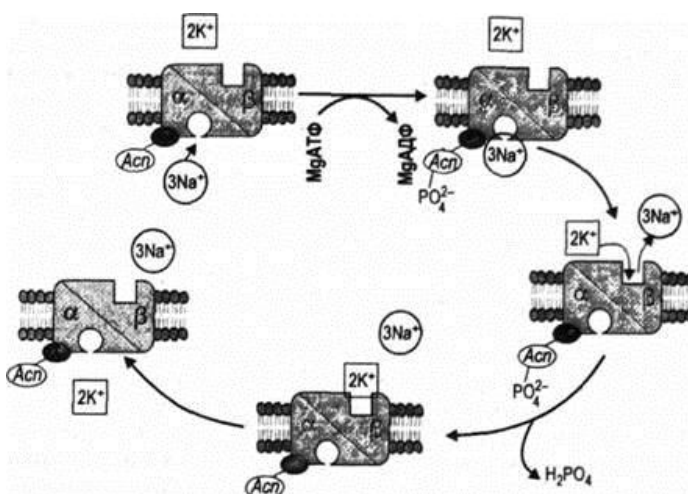 2K⁺
α β
Асп
3Na⁺
MgАТФ
MgАДФ
2K⁺
α β
Асп
3Na⁺
PO₄²⁻
2K⁺
3Na⁺
α β
Асп
PO₄²⁻
H₂PO₄
3Na⁺
2K⁺
α β
Асп
3Na⁺
α β
Асп
2K⁺